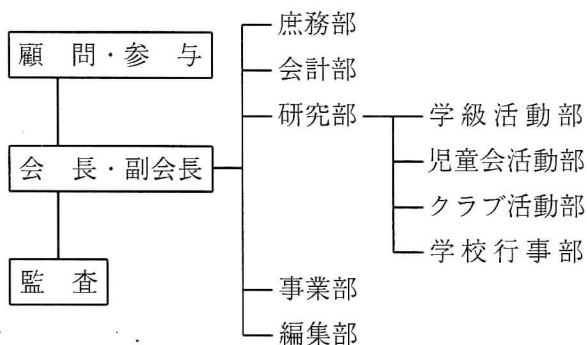 庶務部
顧問・参与
会計部
研究部
学級活動部
会長・副会長
児童会活動部
クラブ活動部
学校行事部
監査
事業部
編集部